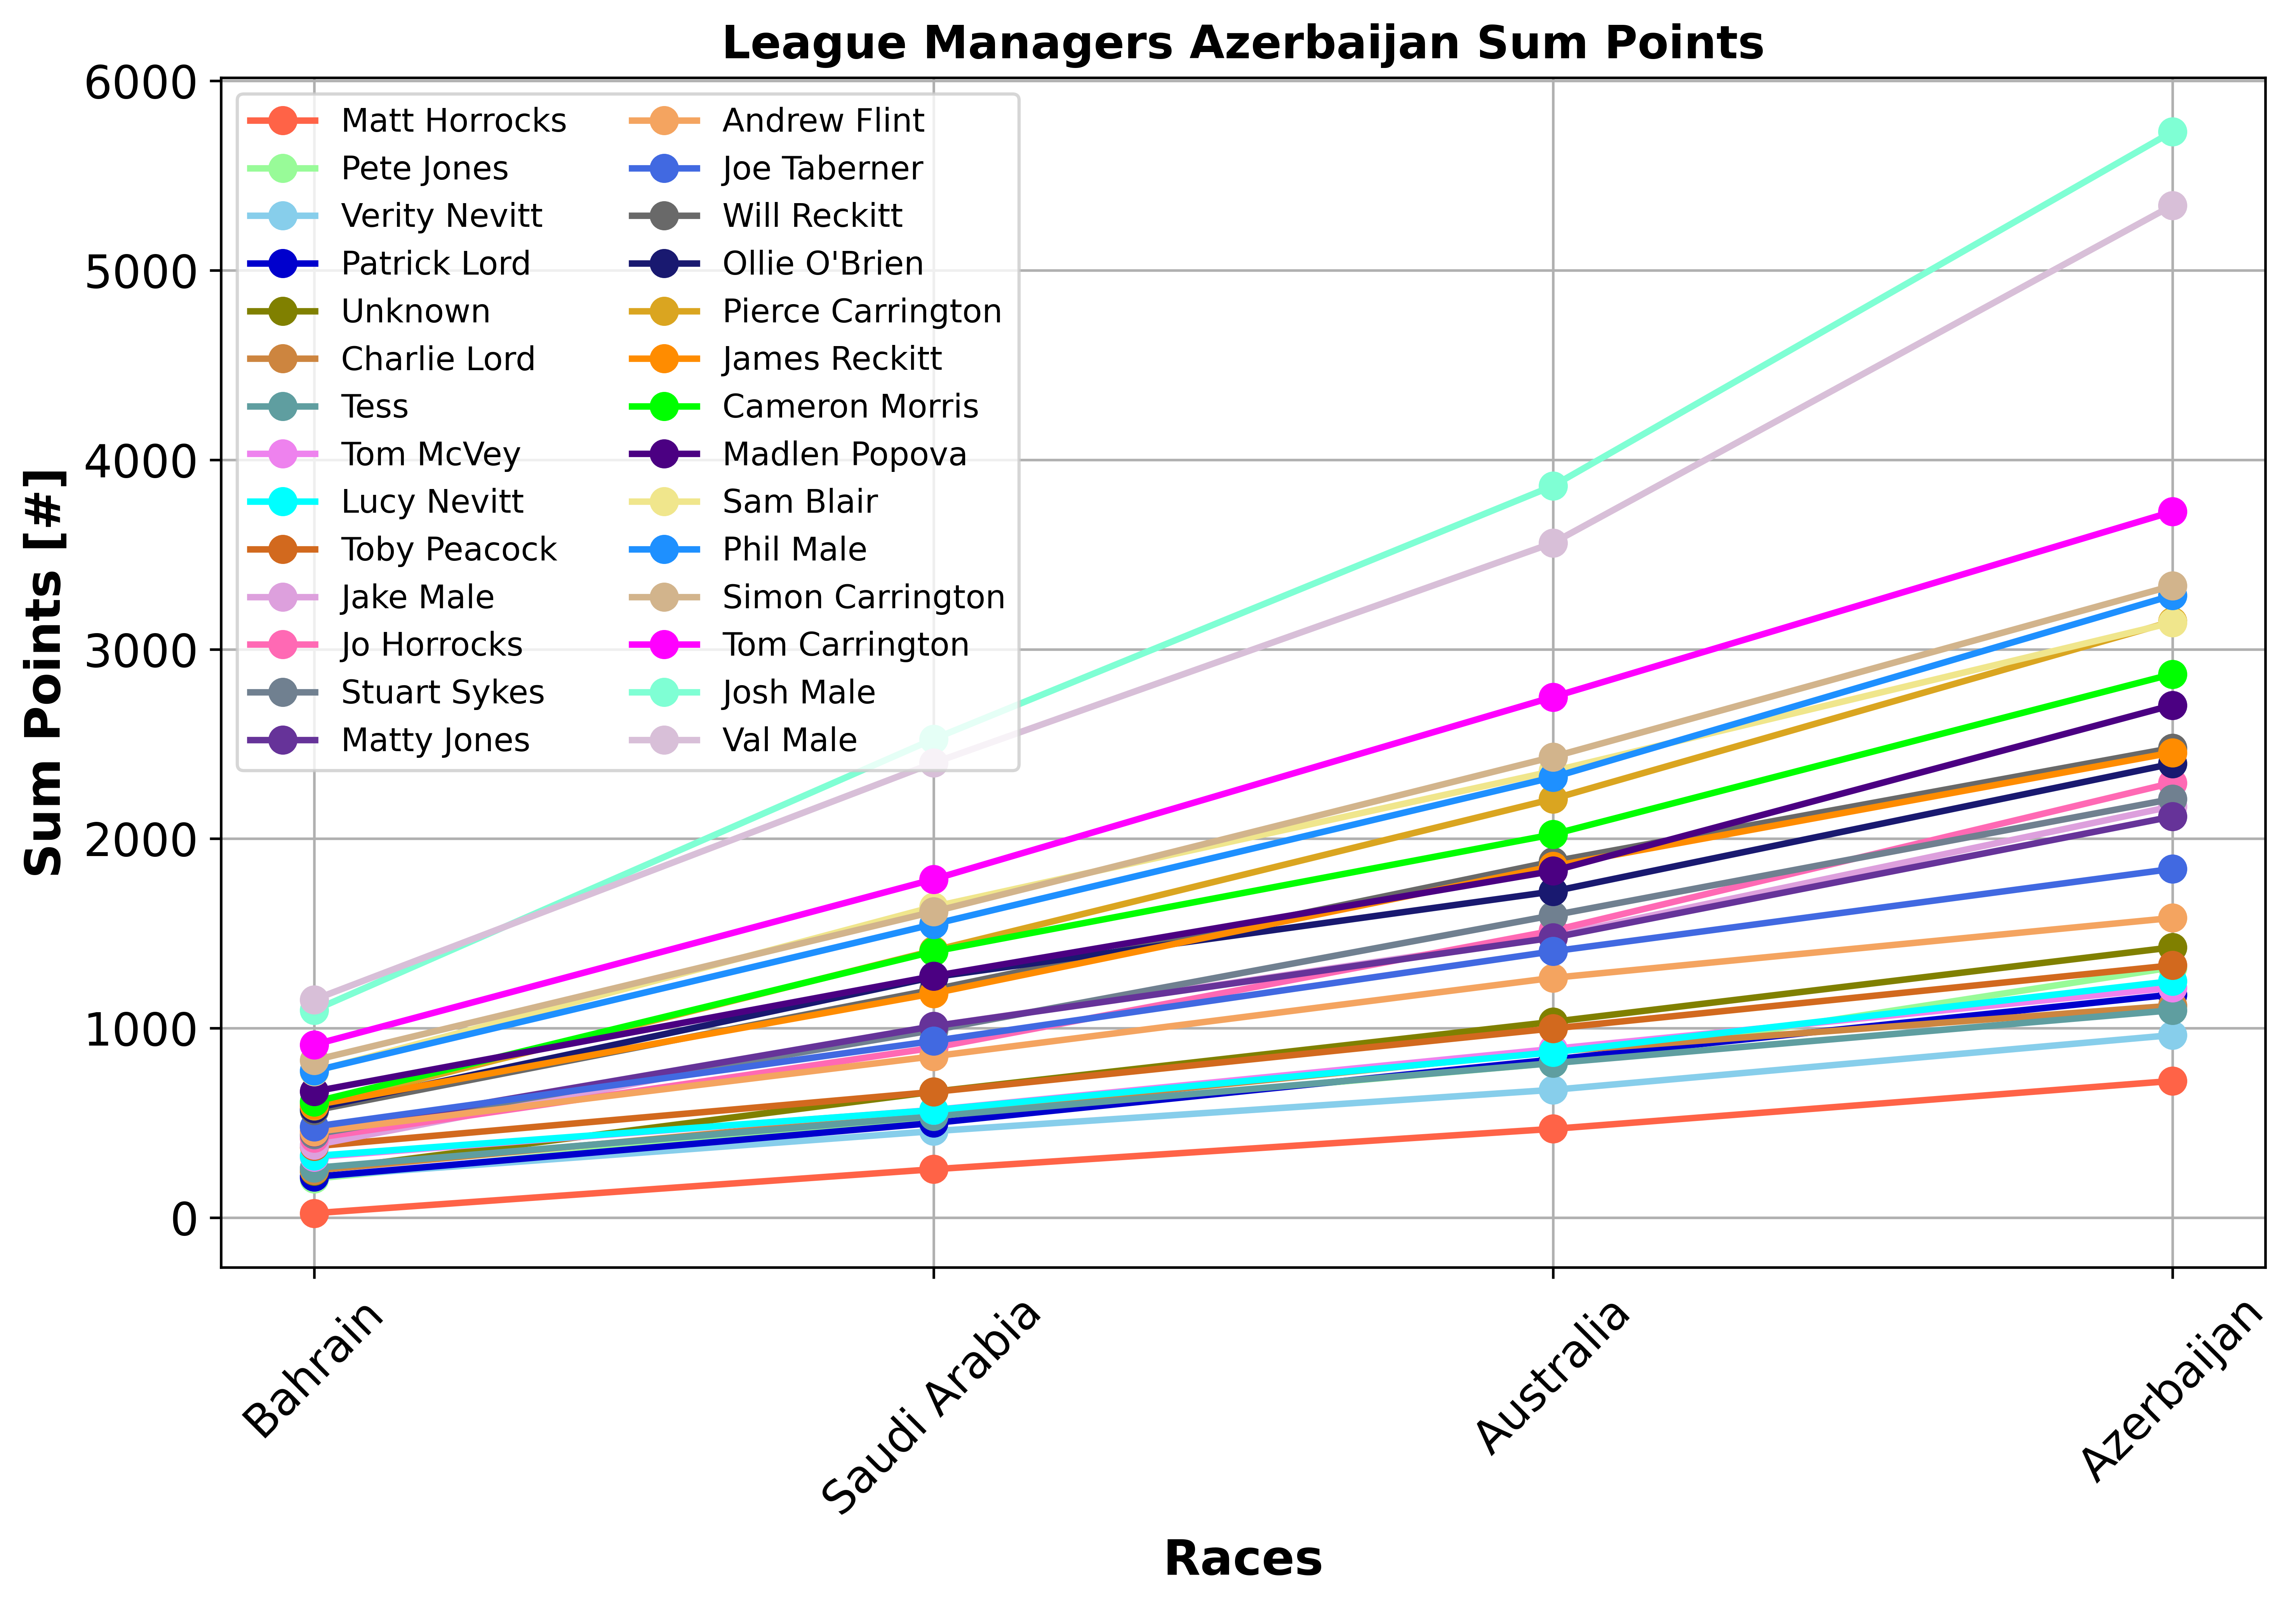 League Managers Azerbaijan Sum Points
6000
5000
4000
3000
2000
1000
0
Sum Points [#]
Matt Horrocks
Pete Jones
Verity Nevitt
Patrick Lord
Unknown
Charlie Lord
Tess
Tom McVey
Lucy Nevitt
Toby Peacock
Jake Male
Jo Horrocks
Stuart Sykes
Matty Jones
Andrew Flint
Joe Taberner
Will Reckitt
Ollie O'Brien
Pierce Carrington
James Reckitt
Cameron Morris
Madlen Popova
Sam Blair
Phil Male
Simon Carrington
Tom Carrington
Josh Male
Val Male
Bahrain
Saudi Arabia
Australia
Azerbaijan
Races